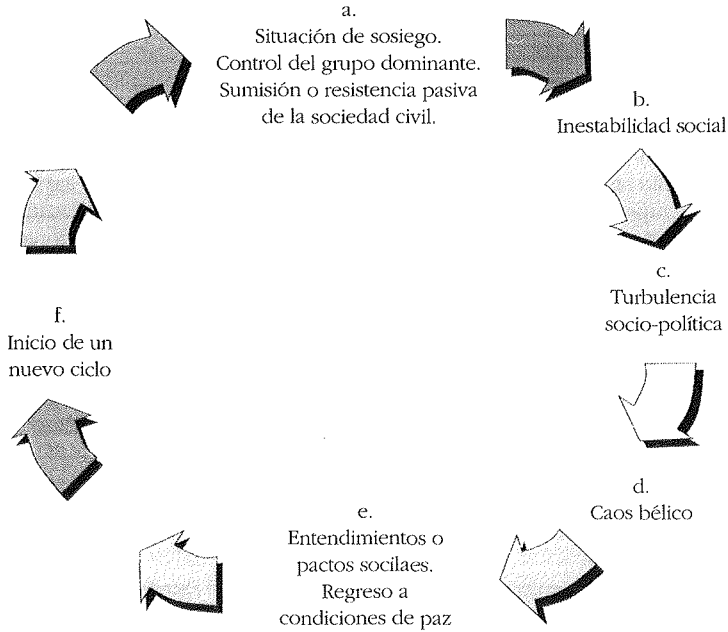 a.
Situación de sosiego.
Control del grupo dominante.
Sumisión o resistencia pasiva
de la sociedad civil.
b.
Inestabilidad social
c.
Turbulencia
socio-política
d.
Caos bélico
e.
Entendimientos o
pactos socilaes.
Regreso a
condiciones de paz
f.
Inicio de un
nuevo ciclo